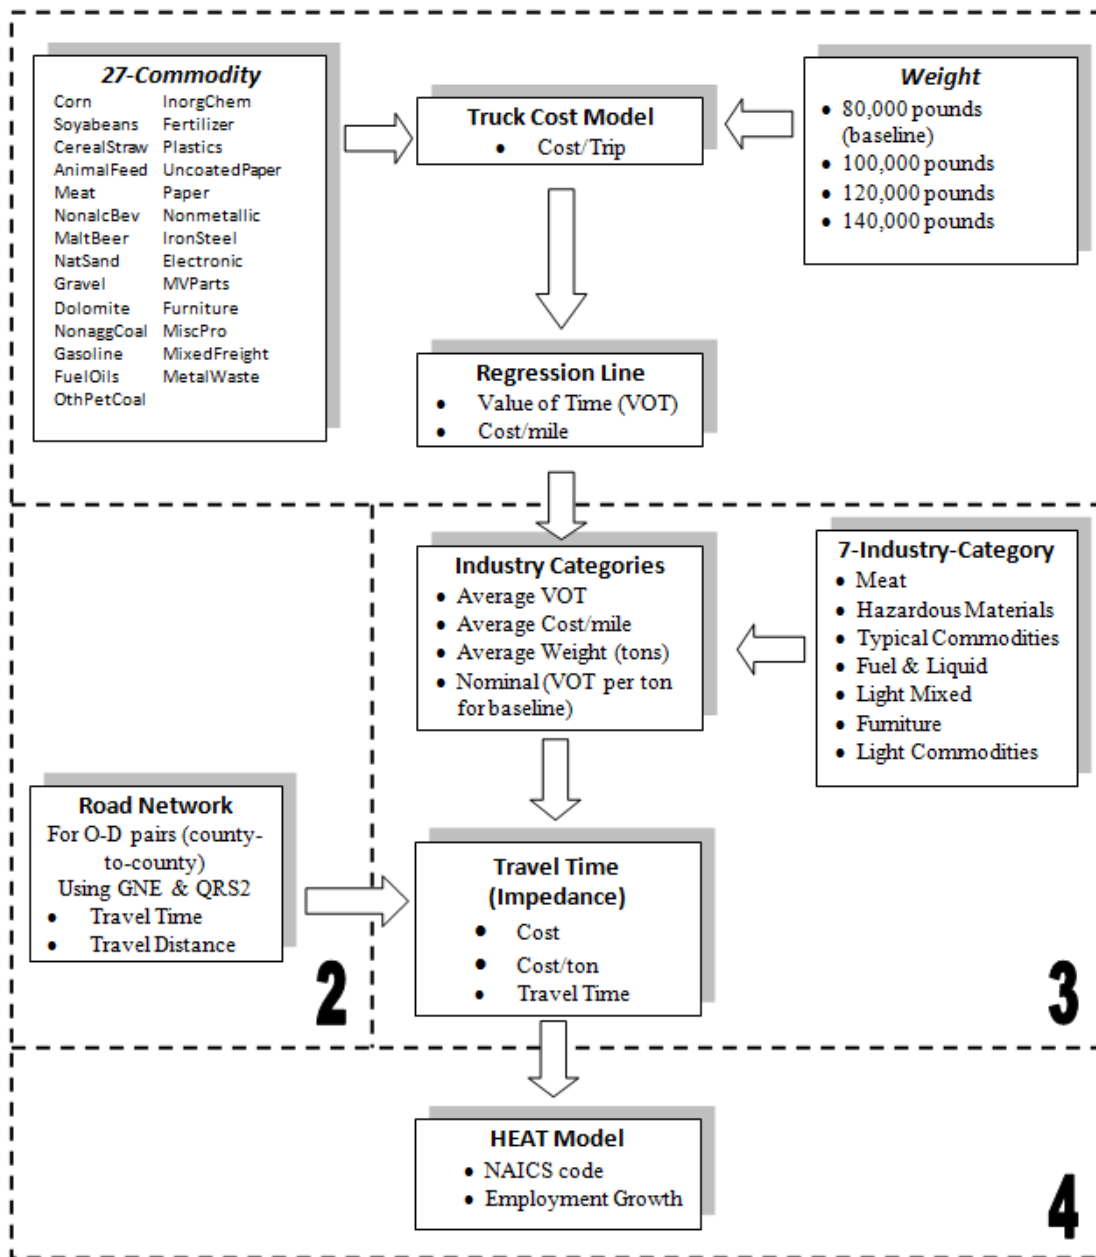 27-Commodity
Corn InorgChem
Soyabeans Fertilizer
CerealStraw Plastics
AnimalFeed UncoatedPaper
Meat Paper
NonalcBev Nonmetallic
MaltBeer IronSteel
NatSand Electronic
Gravel MVParts
Dolomite Furniture
NonaggCoal MiscPro
Gasoline MixedFreight
FuelOils MetalWaste
OthPetCoal
Truck Cost Model
• Cost/Trip
Weight
• 80,000 pounds
(baseline)
• 100,000 pounds
• 120,000 pounds
• 140,000 pounds
Regression Line
• Value of Time (VOT)
• Cost/mile
Industry Categories
• Average VOT
• Average Cost/mile
• Average Weight (tons)
• Nominal (VOT per ton
for baseline)
7-Industry-Category
• Meat
• Hazardous Materials
• Typical Commodities
• Fuel & Liquid
• Light Mixed
• Furniture
• Light Commodities
Road Network
For O-D pairs (county-
to-county)
Using GNE & QRS2
• Travel Time
• Travel Distance
2
Travel Time
(Impedance)
• Cost
• Cost/ton
• Travel Time
3
HEAT Model
• NAICS code
• Employment Growth
4